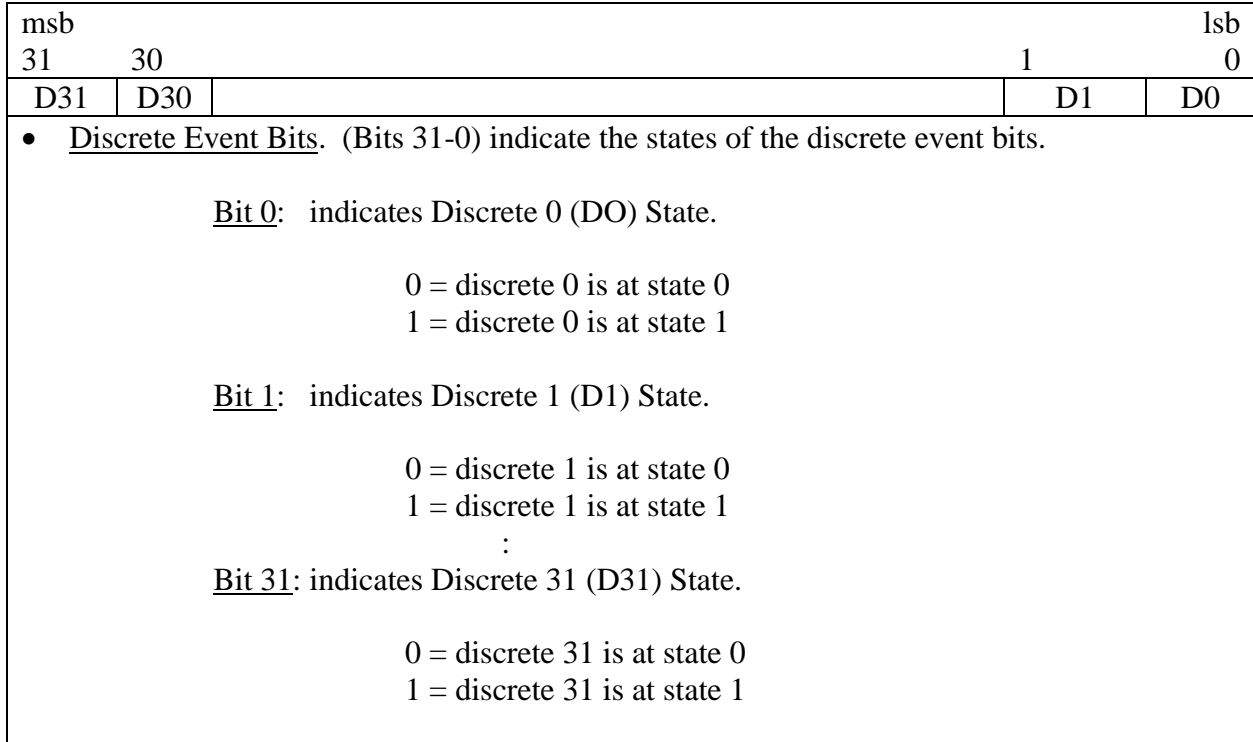 msb lsb
31 30 1 0
D31 D30 D1 D0
• Discrete Event Bits. (Bits 31-0) indicate the states of the discrete event bits.
Bit 0: indicates Discrete 0 (DO) State.
0 = discrete 0 is at state 0
1 = discrete 0 is at state 1
Bit 1: indicates Discrete 1 (D1) State.
0 = discrete 1 is at state 0
1 = discrete 1 is at state 1
:
Bit 31: indicates Discrete 31 (D31) State.
0 = discrete 31 is at state 0
1 = discrete 31 is at state 1